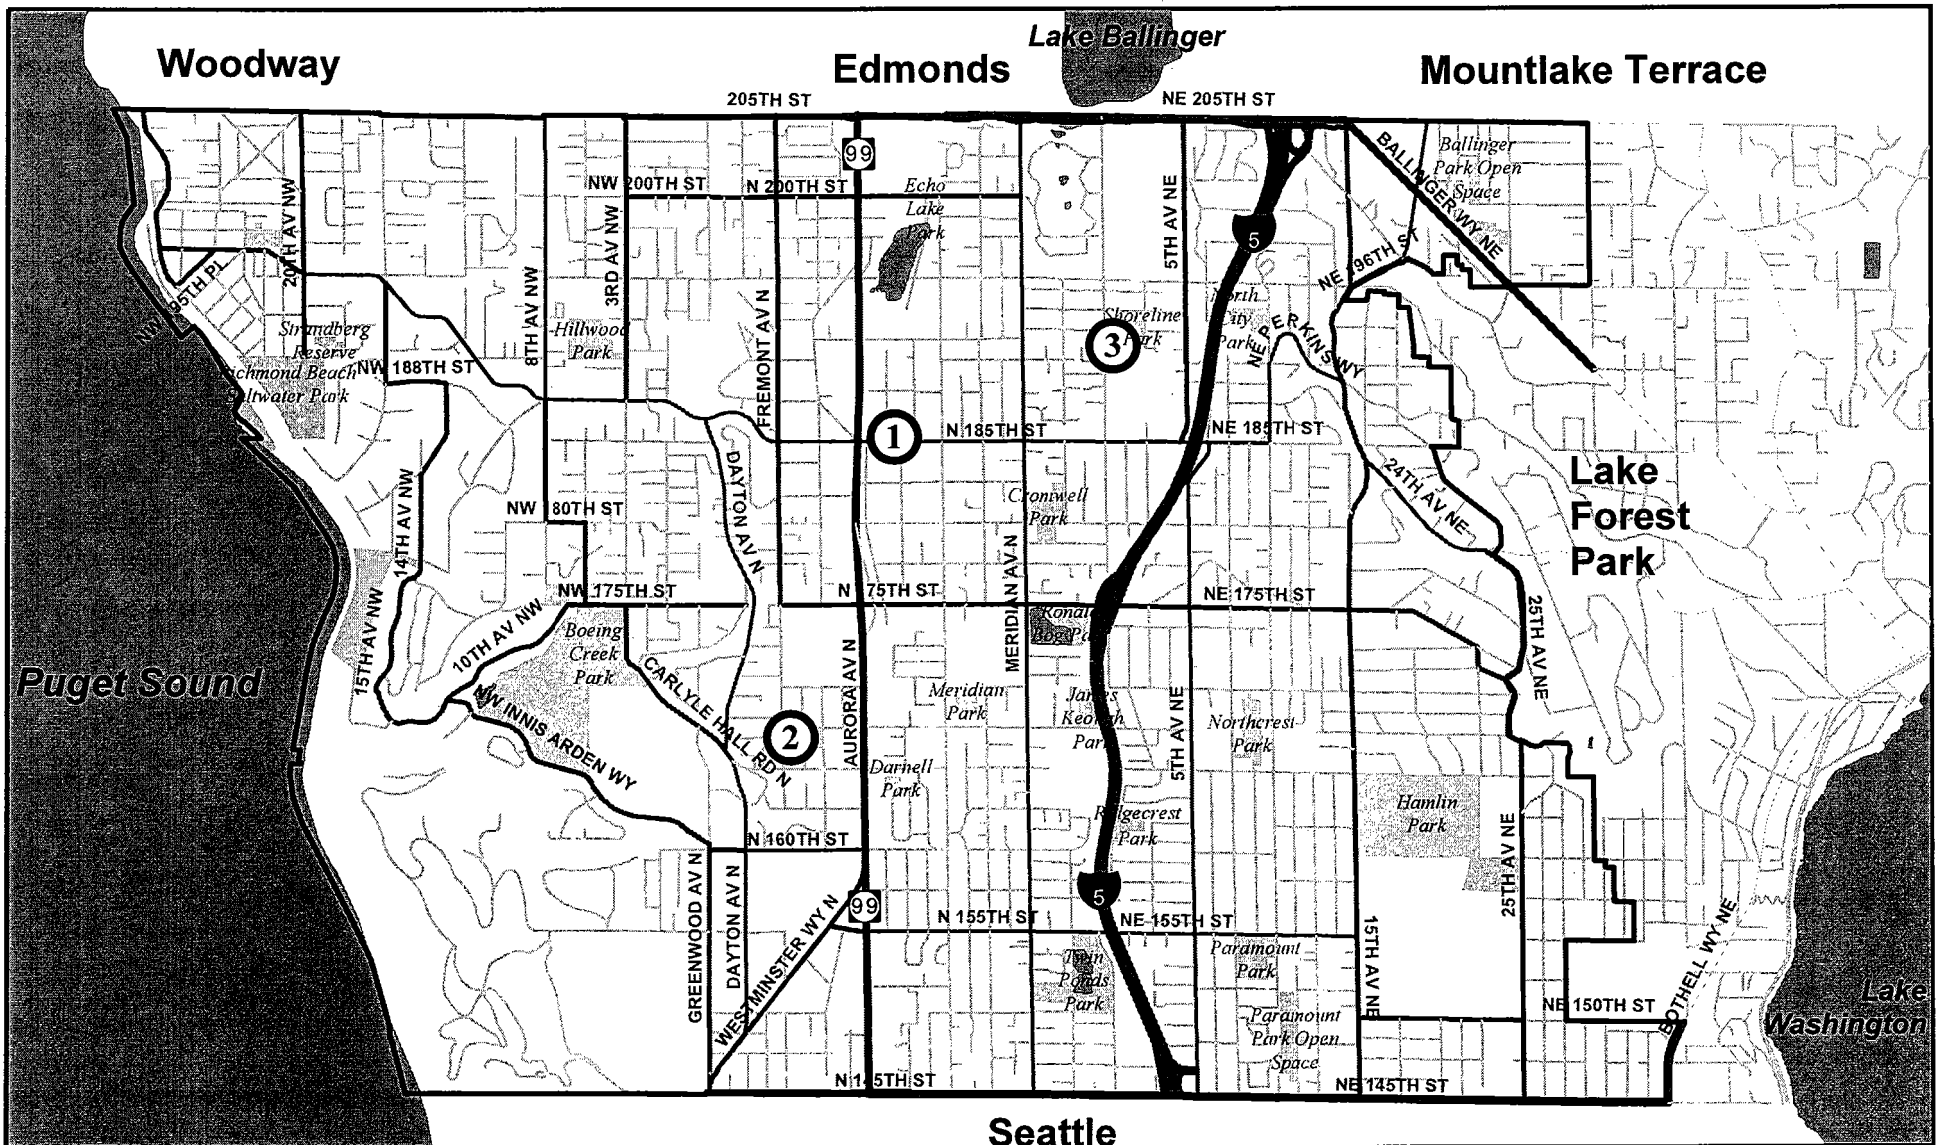 Lake Ballinger
Woodway
Edmonds
Mountlake Terrace
205TH ST
NE 205TH ST
99
BALLINGER WY NE
Ballinger
Park Open
Space
NW 200TH ST
N 200TH ST
Echo
Lake
Park
20TH AV NW
3RD AV NW
5TH AV NE
5
NE 196TH ST
NW 195TH PL
8TH AV NW
FREMONT AV N
Strandberg
Reserve
Hillwood
Park
Shoreline
Park
3
North
City
Park
NE PERKINS WY
Richmond Beach
Saltwater Park
NW 188TH ST
1
N 185TH ST
NE 185TH ST
DAYTON AV N
14TH AV NW
24TH AV NE
Lake
Forest
Park
Cromwell
Park
NW 180TH ST
MERIDIAN AV N
NW 175TH ST
N 175TH ST
NE 175TH ST
15TH AV NW
10TH AV NW
Boeing
Creek
Park
Ronald
Bog Park
25TH AV NE
Puget Sound
CARLYLE HALL RD N
NW INNIS ARDEN WY
2
AURORA AV N
Meridian
Park
James
Keough
Park
5TH AV NE
Northcrest
Park
Darnell
Park
Hamlin
Park
Ridgecrest
Park
N 160TH ST
GREENWOOD AV N
DAYTON AV N
WESTMINSTER WY N
99
5
25TH AV NE
N 155TH ST
NE 155TH ST
15TH AV NE
Twin
Ponds
Park
Paramount
Park
Paramount
Park Open
Space
NE 150TH ST
BOTHELL WY NE
Lake
Washington
N 145TH ST
NE 145TH ST
Seattle